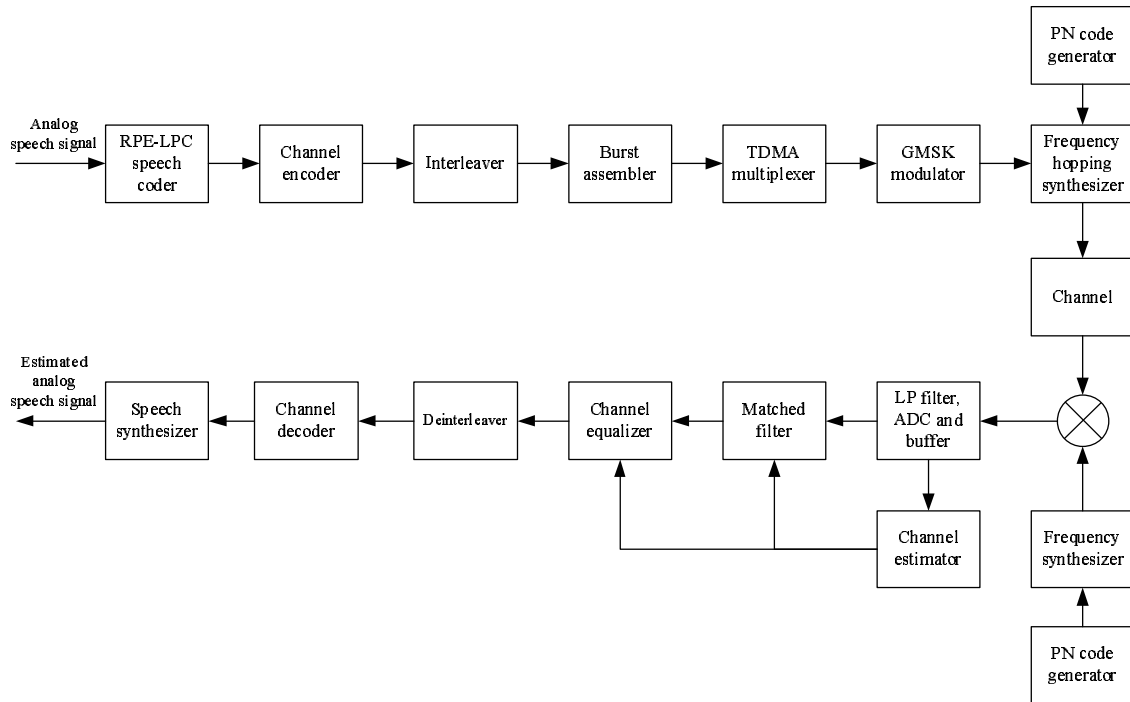 PN code
generator
Analog
speech signal
RPE-LPC
speech
coder
Channel
encoder
Interleaver
Burst
assembler
TDMA
multiplexer
GMSK
modulator
Frequency
hopping
synthesizer
Channel
Estimated
analog
speech signal
Speech
synthesizer
Channel
decoder
Deinterleaver
Channel
equalizer
Matched
filter
LP filter,
ADC and
buffer
Channel
estimator
Frequency
synthesizer
PN code
generator